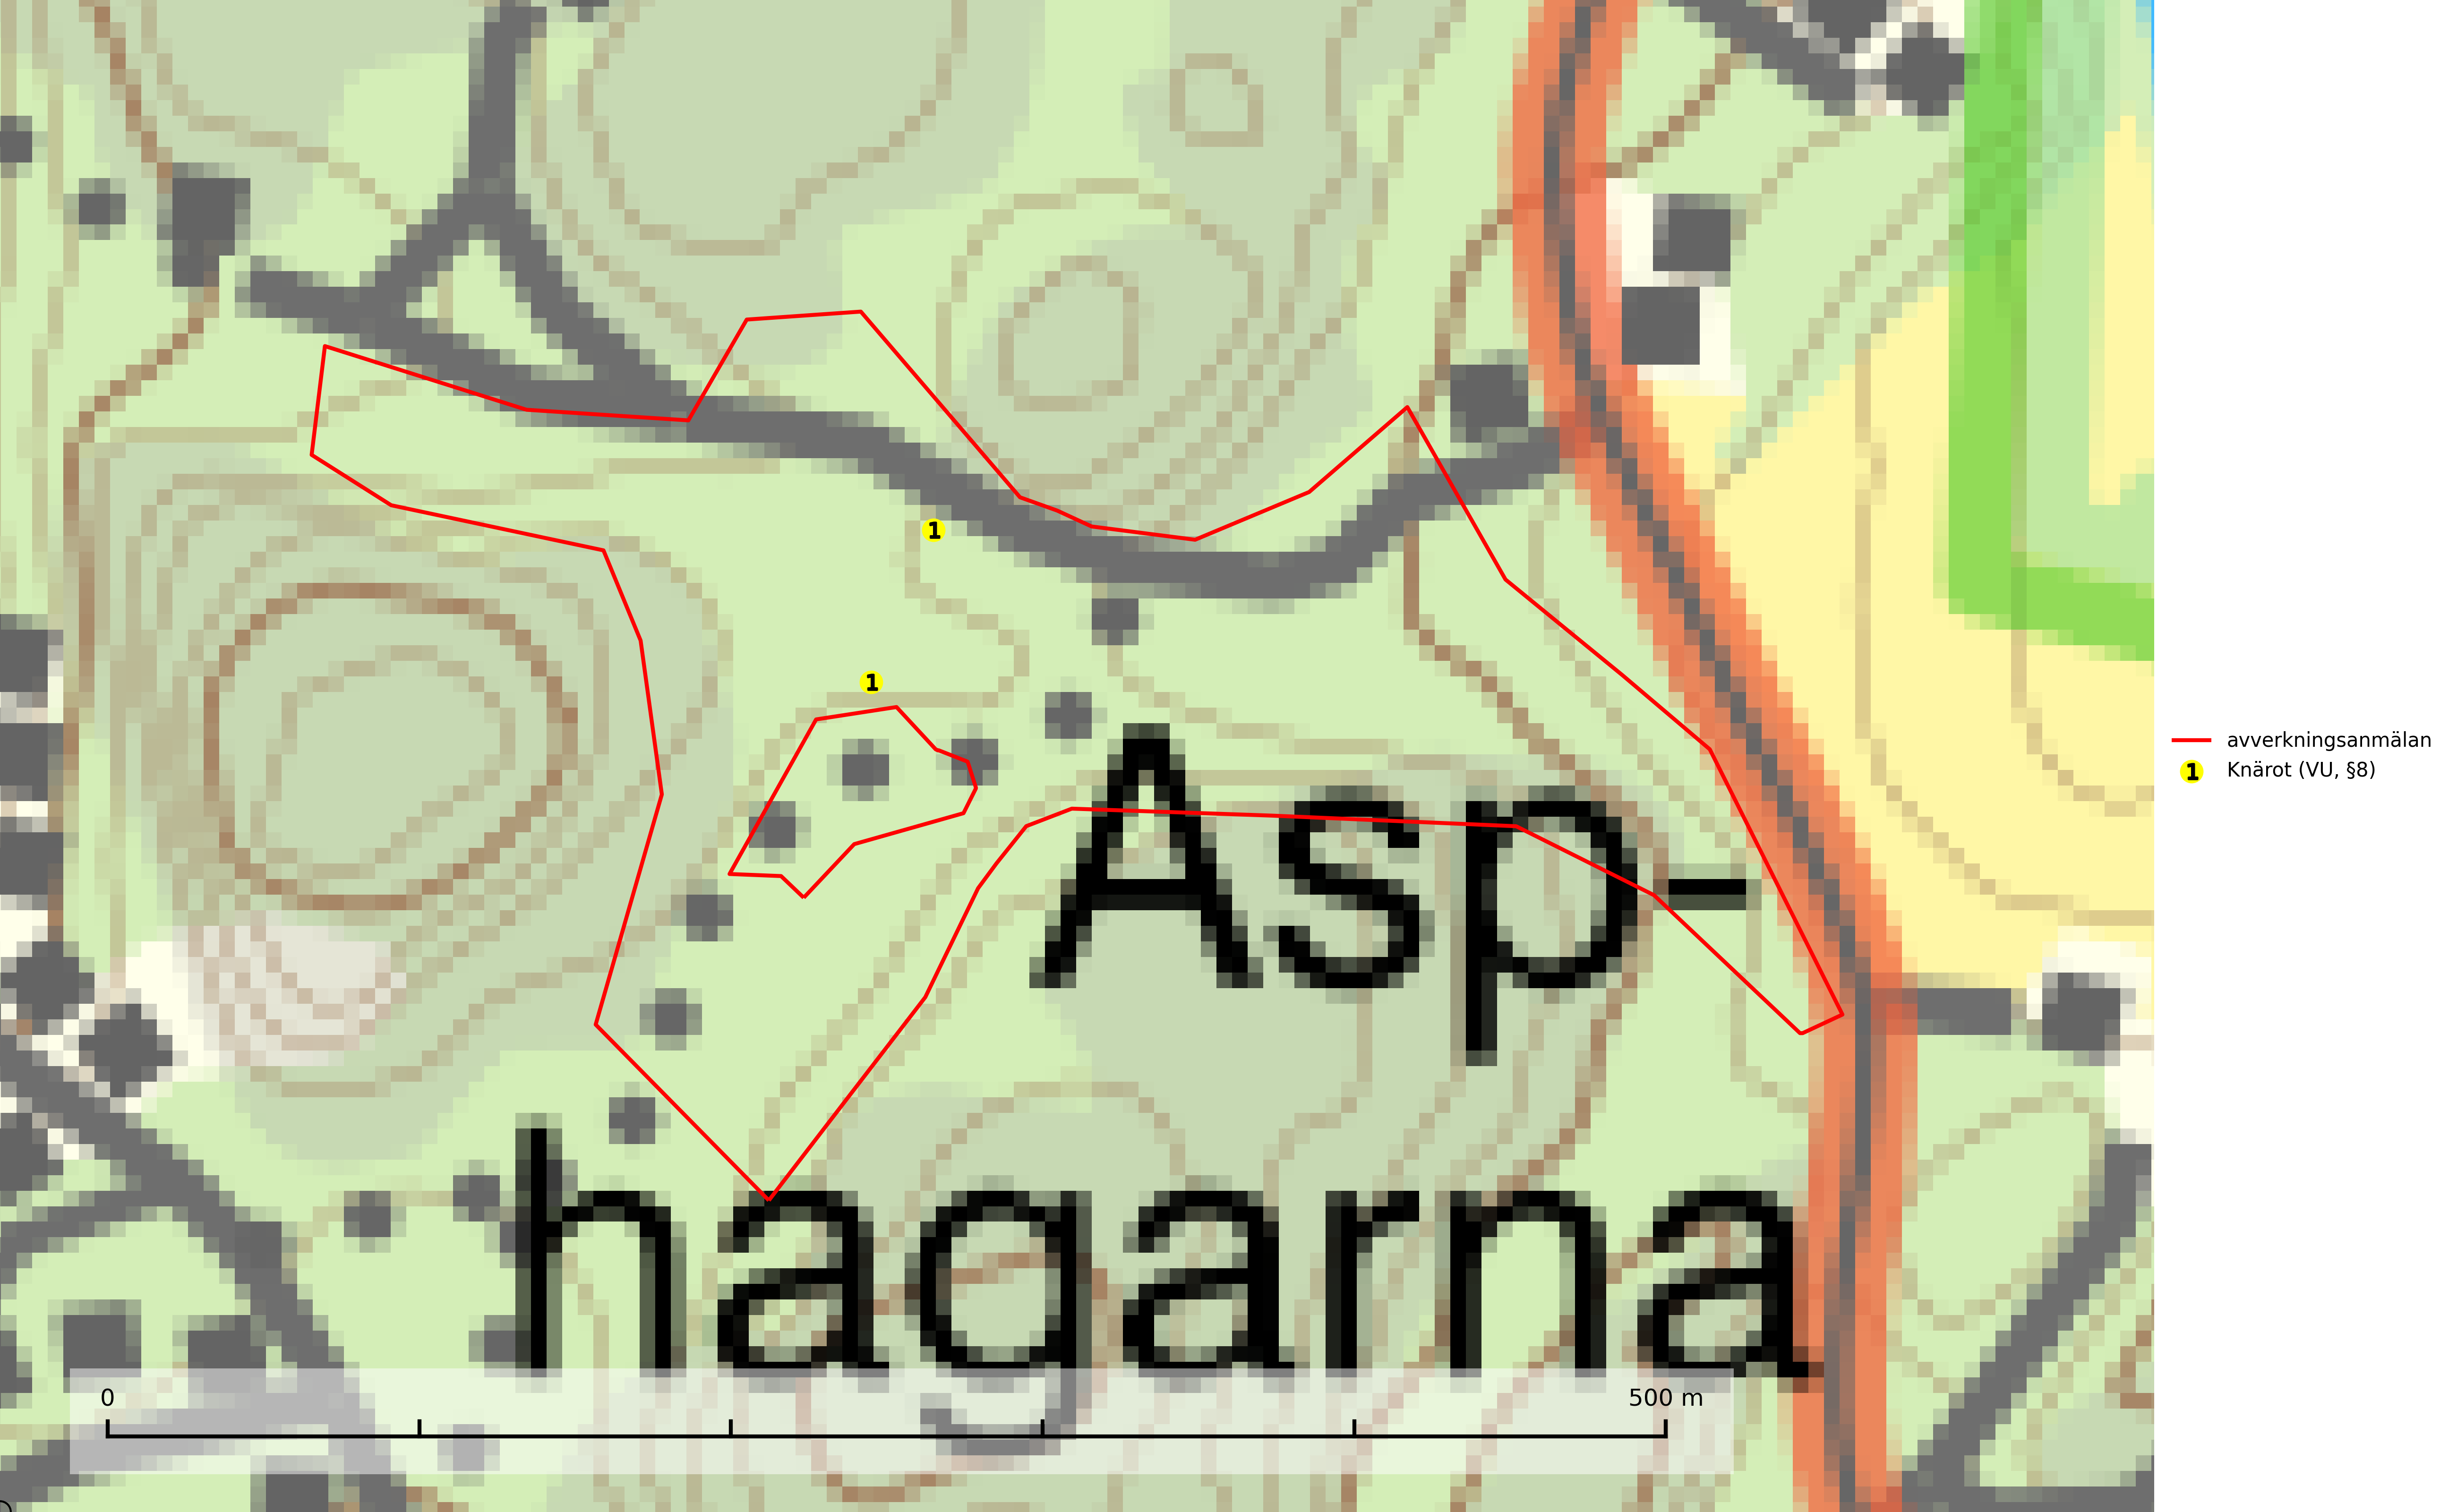 1
1
Asp-
hagarna
avverkningsanmälan
1 Knärot (VU, §8)
0 500 m